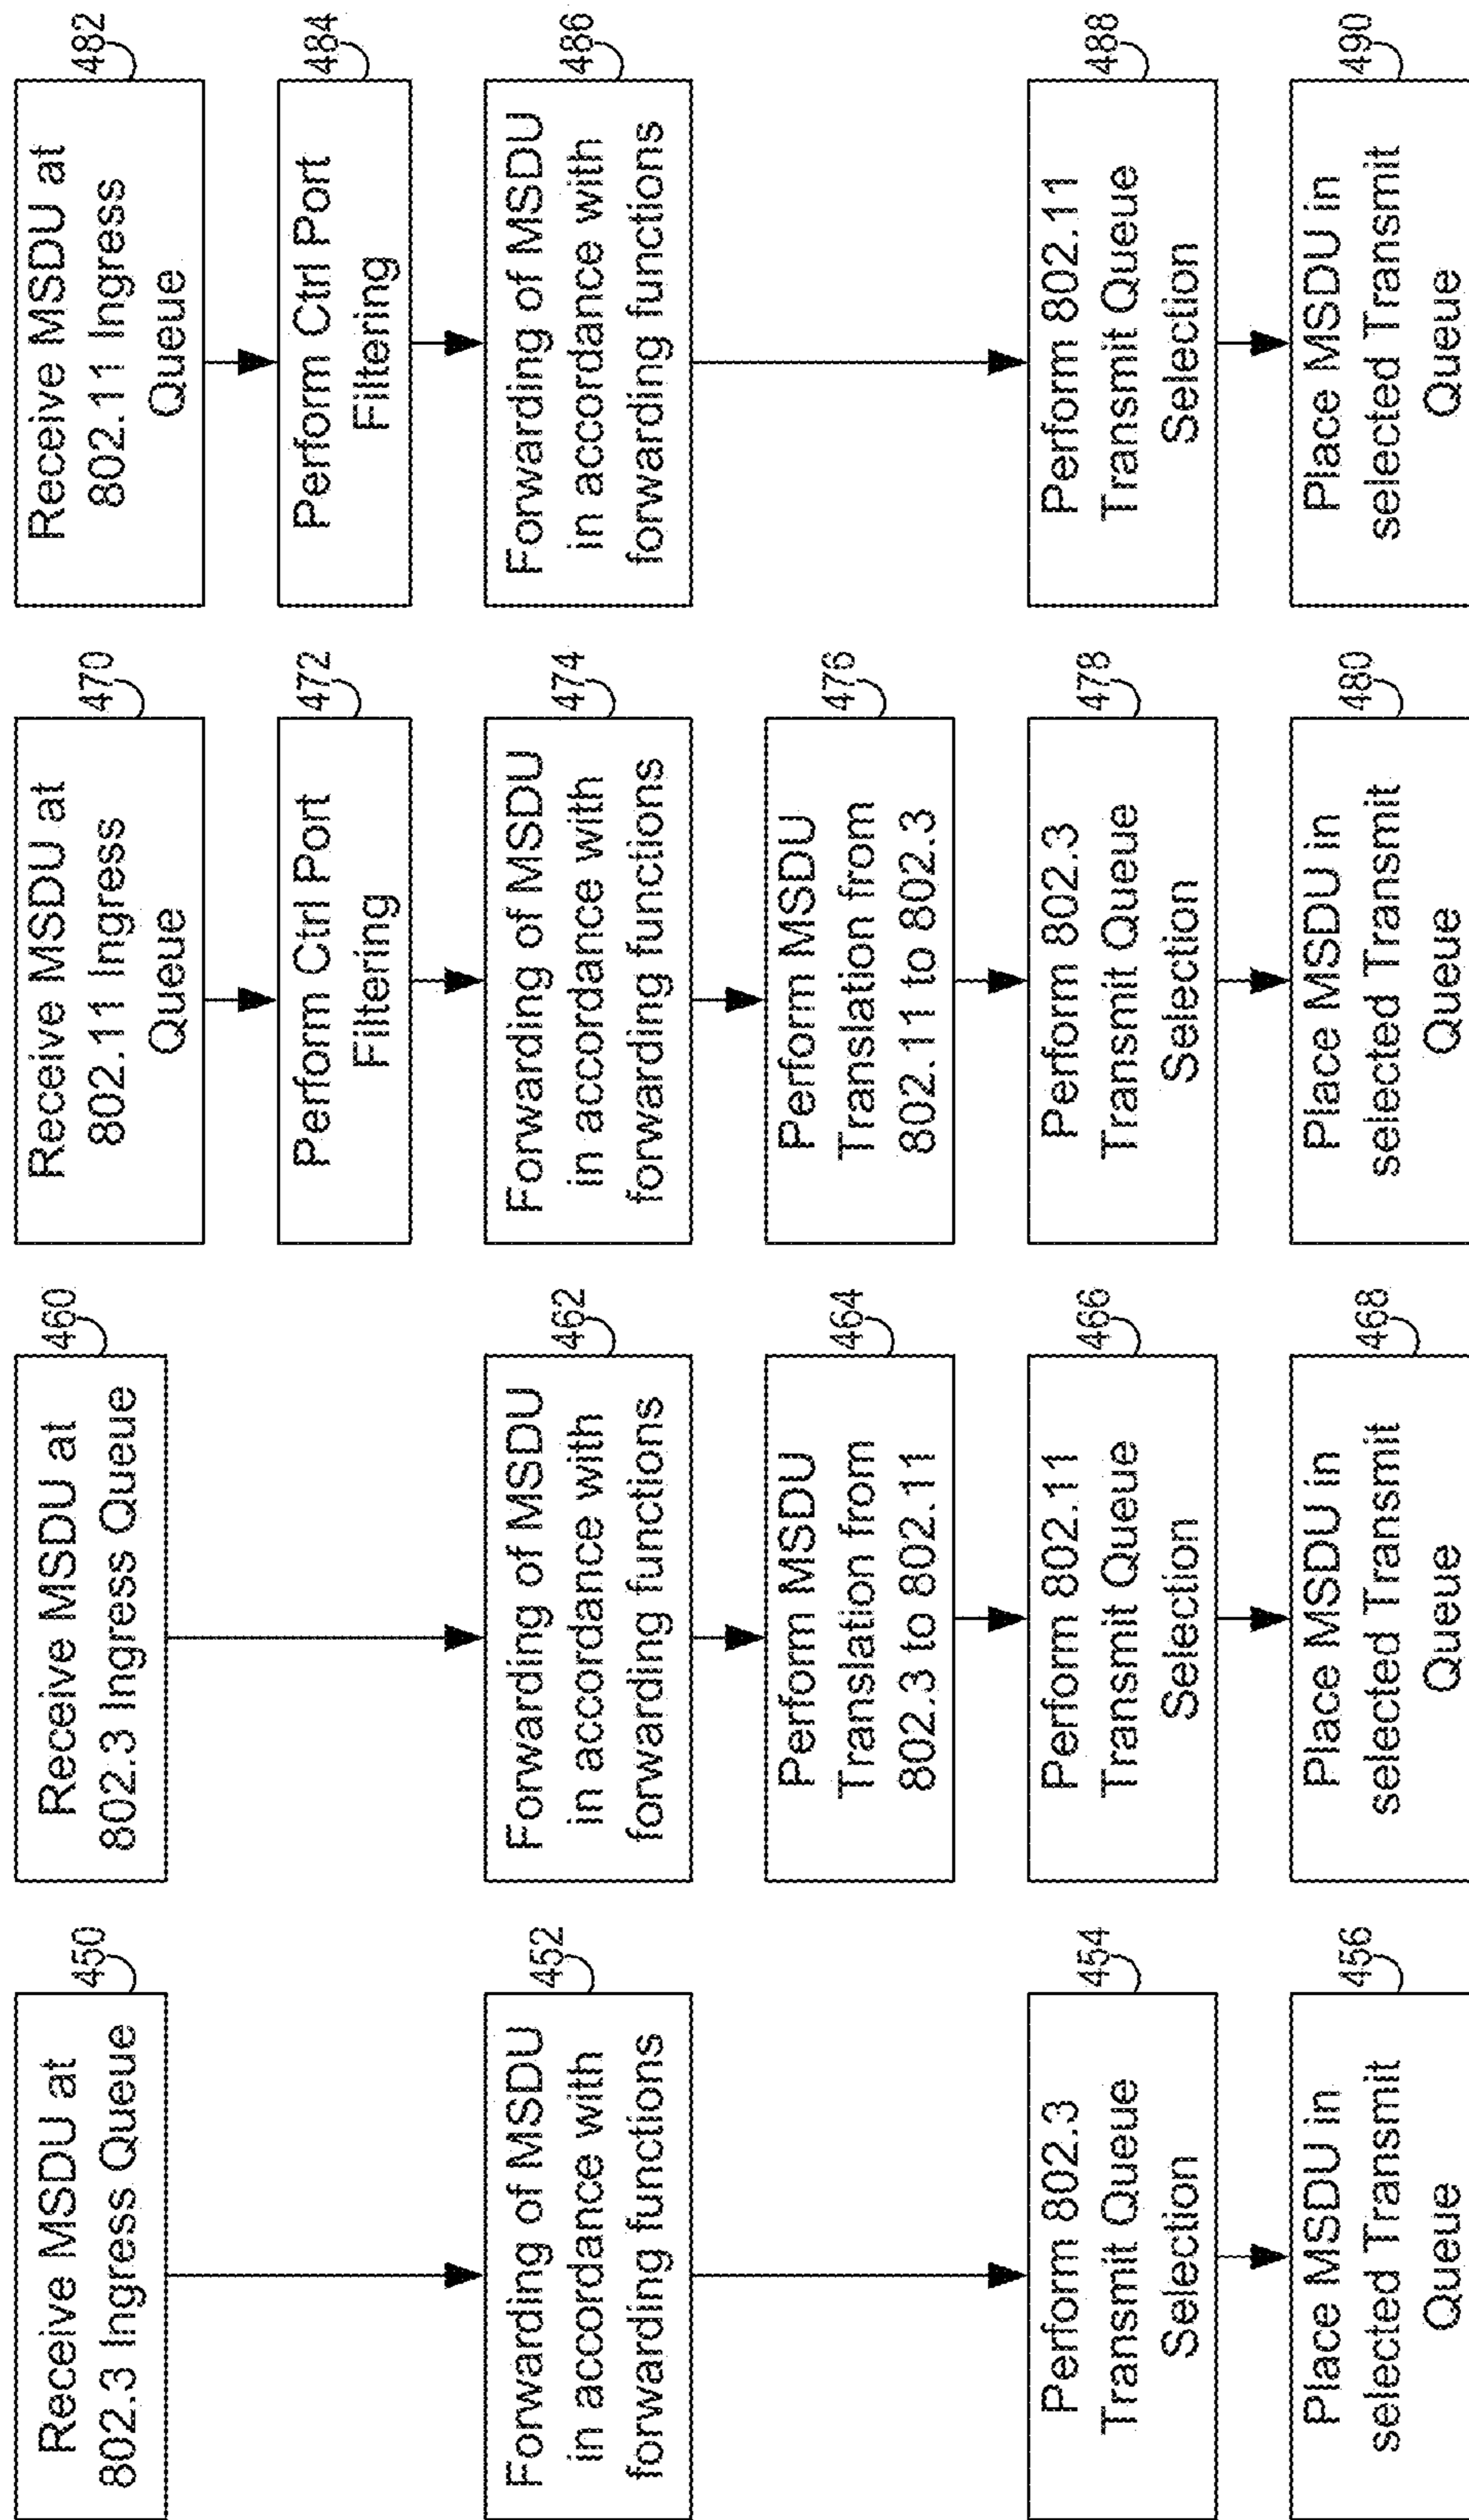 Receive MSDU at
802.3 Ingress Queue
450
Forwarding of MSDU
in accordance with
forwarding functions
452
Perform 802.3
Transmit Queue
Selection
454
Place MSDU in
selected Transmit
Queue
456
Receive MSDU at
802.3 Ingress Queue
460
Forwarding of MSDU
in accordance with
forwarding functions
462
Perform MSDU
Translation from
802.3 to 802.11
464
Perform 802.11
Transmit Queue
Selection
466
Place MSDU in
selected Transmit
Queue
468
Receive MSDU at
802.11 Ingress
Queue
470
Perform Ctrl Port
Filtering
472
Forwarding of MSDU
in accordance with
forwarding functions
474
Perform MSDU
Translation from
802.11 to 802.3
476
Perform 802.3
Transmit Queue
Selection
478
Place MSDU in
selected Transmit
Queue
480
Receive MSDU at
802.11 Ingress
Queue
482
Perform Ctrl Port
Filtering
484
Forwarding of MSDU
in accordance with
forwarding functions
486
Perform 802.11
Transmit Queue
Selection
488
Place MSDU in
selected Transmit
Queue
490